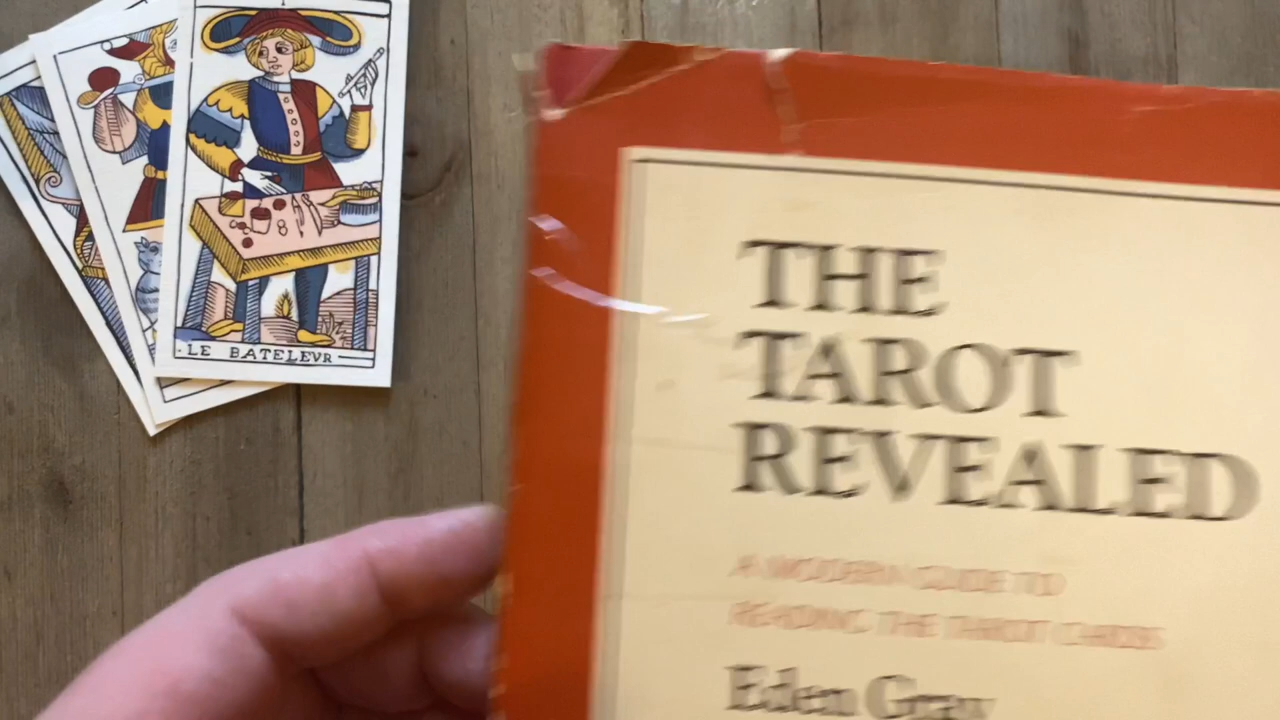 I
LE BATELEVR
THE
TAROT
REVEALED
A MODERN GUIDE TO
READING THE TAROT CARDS
Eden Gray